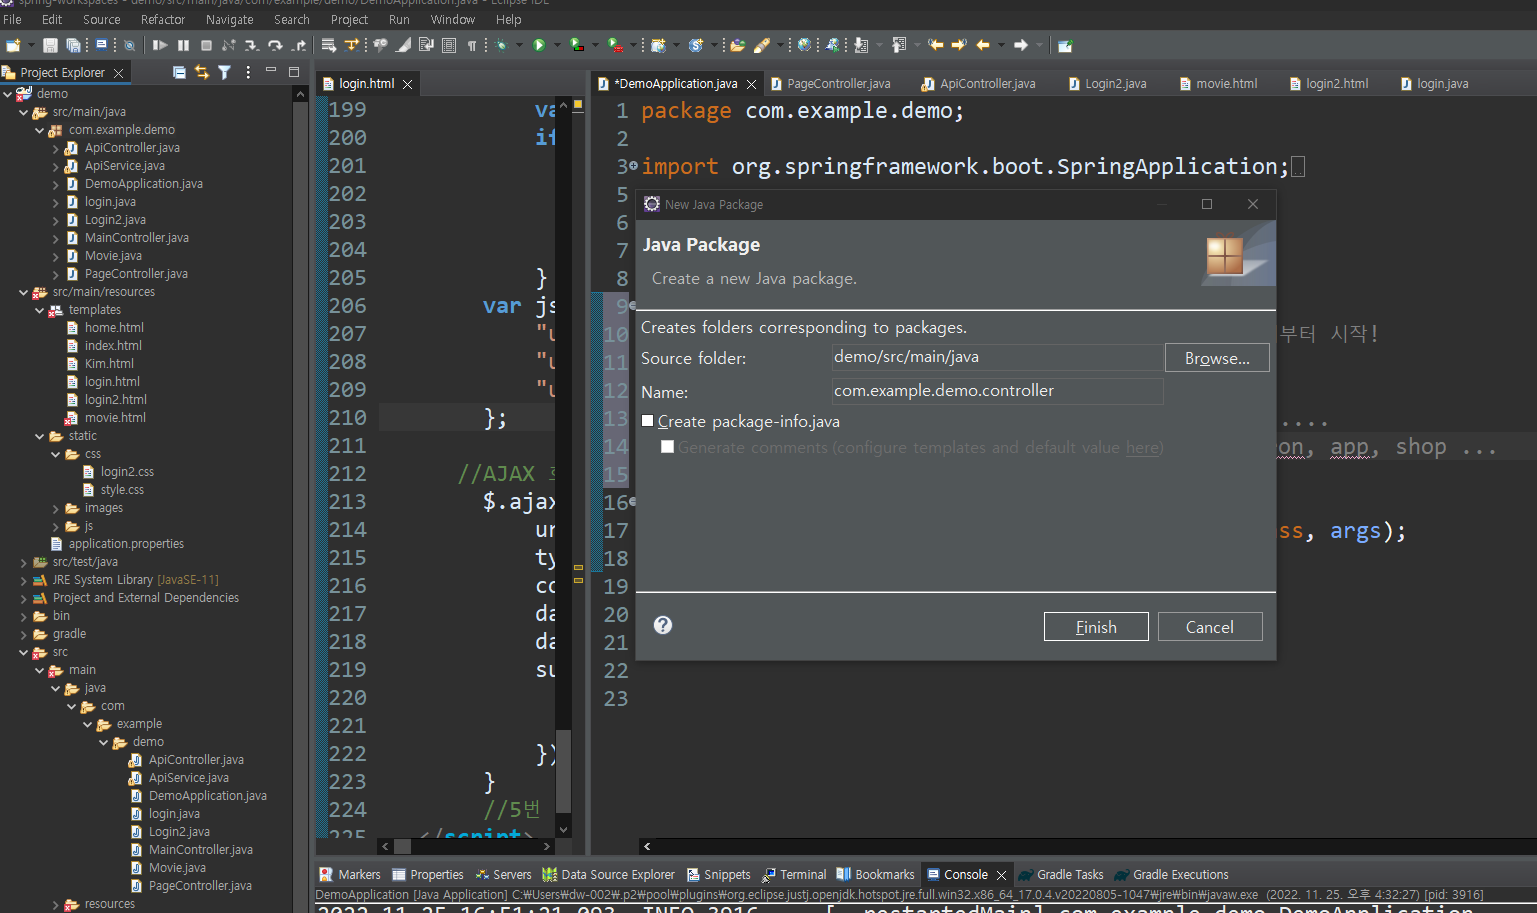 spring-workspaces - demo/src/main/java/com/example/demo/DemoApplication.java - Eclipse IDE
File Edit Source Refactor Navigate Search Project Run Window Help
Project Explorer
demo
src/main/java
com.example.demo
ApiController.java
ApiService.java
DemoApplication.java
login.java
Login2.java
MainController.java
Movie.java
PageController.java
src/main/resources
templates
home.html
index.html
Kim.html
login.html
login2.html
movie.html
static
css
login2.css
style.css
images
js
application.properties
src/test/java
JRE System Library [JavaSE-11]
Project and External Dependencies
bin
gradle
src
main
java
com
example
demo
ApiController.java
ApiService.java
DemoApplication.java
login.java
Login2.java
MainController.java
Movie.java
PageController.java
resources
login.html
199 va
200 if
201
202
203
204
205 }
206 var js
207 "u
208 "u
209 "u
210 };
211
212 //AJAX
213 $.ajax
214 ur
215 ty
216 co
217 da
218 da
219 su
220
221
222 })
223 }
224 //5번
225 </script>
*DemoApplication.java PageController.java ApiController.java Login2.java movie.html login2.html login.java
1 package com.example.demo;
2
3 import org.springframework.boot.SpringApplication;
5
6
7
8
9
10 부터 시작!
11
12
13 ....
14 on, app, shop ...
15
16
17 ss, args);
18
19
20
21
22
23
New Java Package
Java Package
Create a new Java package.
Creates folders corresponding to packages.
Source folder: demo/src/main/java Browse...
Name: com.example.demo.controller
Create package-info.java
Generate comments (configure templates and default value here)
Finish Cancel
Markers Properties Servers Data Source Explorer Snippets Terminal Bookmarks Console Gradle Tasks Gradle Executions
DemoApplication [Java Application] C:₩Users₩dw-002₩.p2₩pool₩plugins₩org.eclipse.justj.openjdk.hotspot.jre.full.win32.x86_64_17.0.4.v20220805-1047₩jre₩bin₩javaw.exe (2022. 11. 25. 오후 4:32:27) [pid: 3916]
2022-11-25 16:51:21.093 INFO 3916 [ restartedMain] com.example.demo.DemoApplication